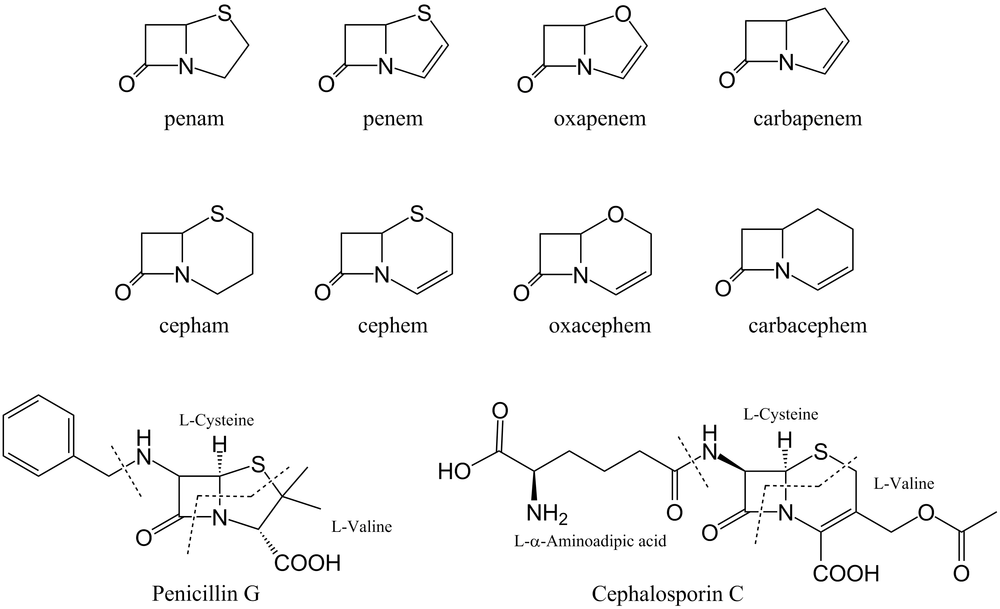 S S O
N N N N
O O O O
penam penem oxapenem carbapenem
S S O
N N N N
O O O O
cepham cephem oxacephem carbacephem
L-Cysteine
H
N
H
S
N
O
L-Valine
COOH
Penicillin G
O
HO
NH2
L-α-Aminoadipic acid
O
H
N
L-Cysteine
H
S
L-Valine
N
O
O
COOH
O
Cephalosporin C